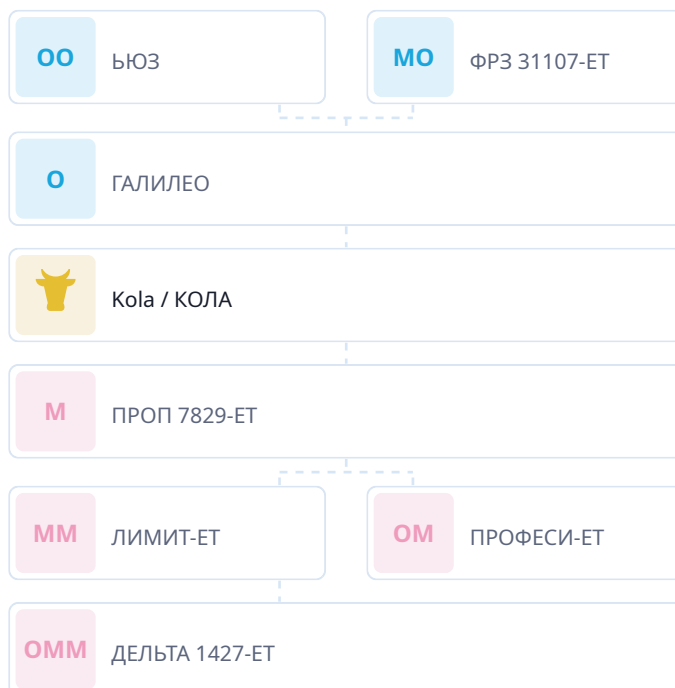 ОО ЬЮЗ МО ФРЗ 31107-ЕТ
О ГАЛИЛЕО
Kola / КОЛА
М ПРОП 7829-ЕТ
ММ ЛИМИТ-ЕТ ОМ ПРОФЕСИ-ЕТ
ОММ ДЕЛЬТА 1427-ЕТ